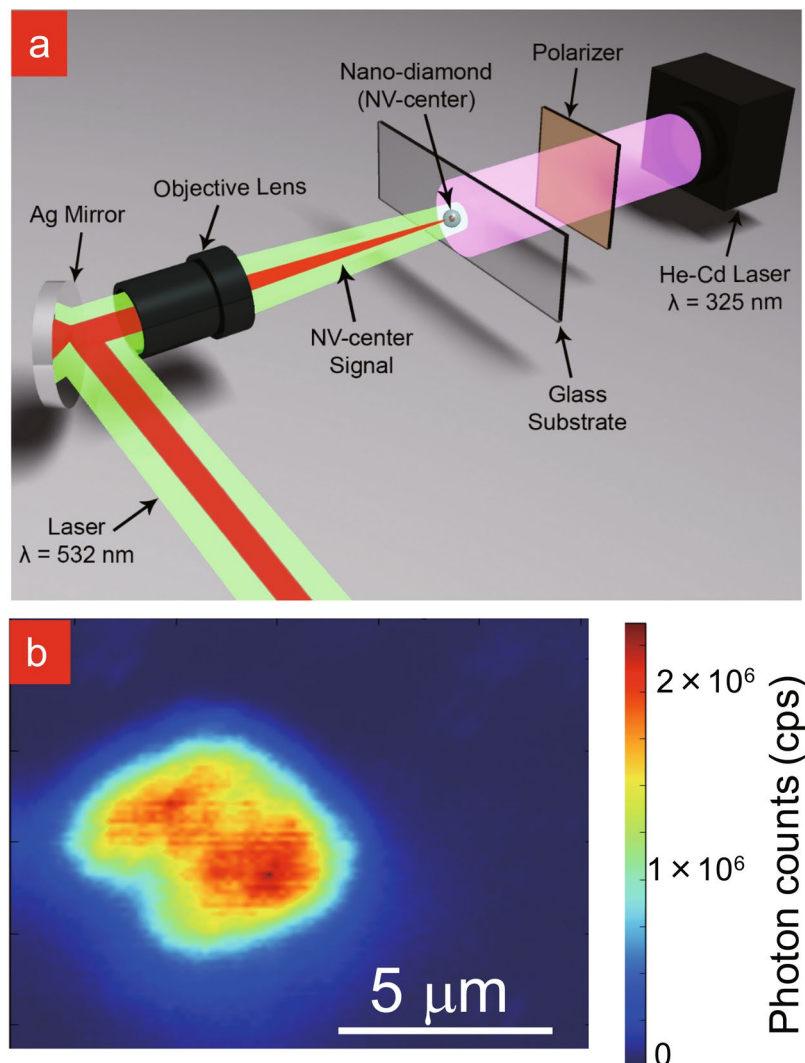 a
Nano-diamond
(NV-center)
Polarizer
Objective Lens
Ag Mirror
He-Cd Laser
λ = 325 nm
NV-center
Signal
Glass
Substrate
Laser
λ = 532 nm
b
5 μm
2 × 10⁶
1 × 10⁶
0
Photon counts (cps)